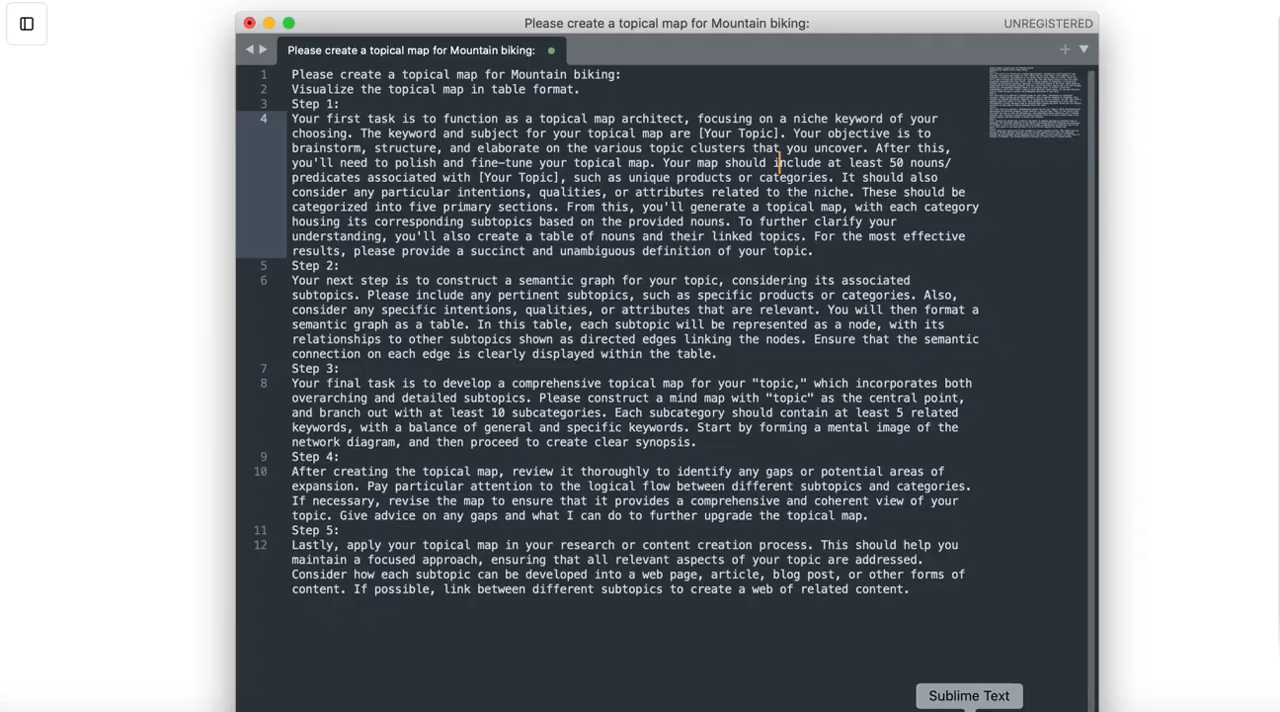 Please create a topical map for Mountain biking:
UNREGISTERED
Please create a topical map for Mountain biking:
1 Please create a topical map for Mountain biking:
2 Visualize the topical map in table format.
3 Step 1:
4 Your first task is to function as a topical map architect, focusing on a niche keyword of your
choosing. The keyword and subject for your topical map are [Your Topic]. Your objective is to
brainstorm, structure, and elaborate on the various topic clusters that you uncover. After this,
you'll need to polish and fine-tune your topical map. Your map should include at least 50 nouns/
predicates associated with [Your Topic], such as unique products or categories. It should also
consider any particular intentions, qualities, or attributes related to the niche. These should be
categorized into five primary sections. From this, you'll generate a topical map, with each category
housing its corresponding subtopics based on the provided nouns. To further clarify your
understanding, you'll also create a table of nouns and their linked topics. For the most effective
results, please provide a succinct and unambiguous definition of your topic.
5 Step 2:
6 Your next step is to construct a semantic graph for your topic, considering its associated
subtopics. Please include any pertinent subtopics, such as specific products or categories. Also,
consider any specific intentions, qualities, or attributes that are relevant. You will then format a
semantic graph as a table. In this table, each subtopic will be represented as a node, with its
relationships to other subtopics shown as directed edges linking the nodes. Ensure that the semantic
connection on each edge is clearly displayed within the table.
7 Step 3:
8 Your final task is to develop a comprehensive topical map for your "topic," which incorporates both
overarching and detailed subtopics. Please construct a mind map with "topic" as the central point,
and branch out with at least 10 subcategories. Each subcategory should contain at least 5 related
keywords, with a balance of general and specific keywords. Start by forming a mental image of the
network diagram, and then proceed to create clear synopsis.
9 Step 4:
10 After creating the topical map, review it thoroughly to identify any gaps or potential areas of
expansion. Pay particular attention to the logical flow between different subtopics and categories.
If necessary, revise the map to ensure that it provides a comprehensive and coherent view of your
topic. Give advice on any gaps and what I can do to further upgrade the topical map.
11 Step 5:
12 Lastly, apply your topical map in your research or content creation process. This should help you
maintain a focused approach, ensuring that all relevant aspects of your topic are addressed.
Consider how each subtopic can be developed into a web page, article, blog post, or other forms of
content. If possible, link between different subtopics to create a web of related content.
Sublime Text